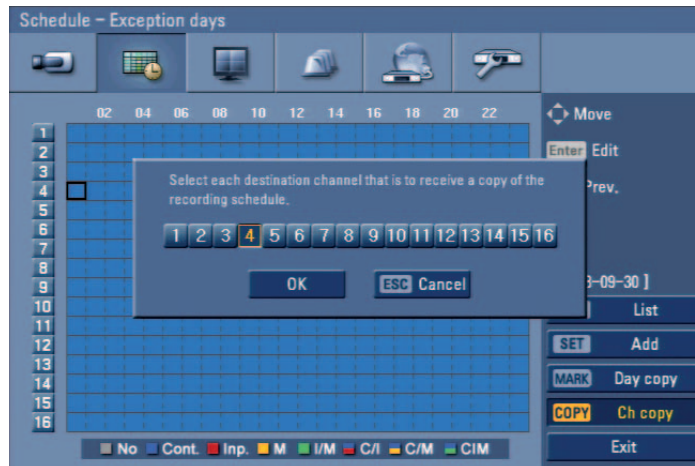 Schedule – Exception days
02 04 06 08 10 12 14 16 18 20 22
1
2
3
4
5
6
7
8
9
10
11
12
13
14
15
16
Select each destination channel that is to receive a copy of the
recording schedule.
1 2 3 4 5 6 7 8 9 10 11 12 13 14 15 16
OK
ESC Cancel
Move
Enter Edit
Prev.
-09-30 ]
List
SET Add
MARK Day copy
COPY Ch copy
Exit
No Cont. Inp. M I/M C/I C/M CIM